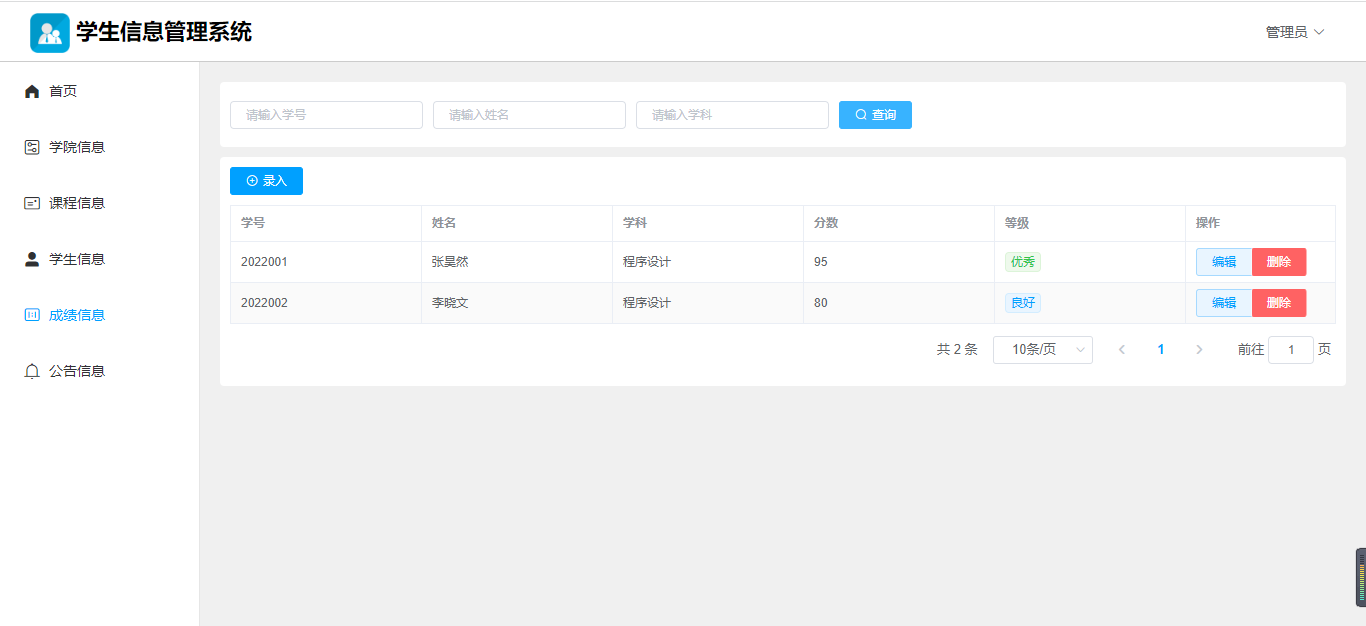 学生信息管理系统
管理员
首页
学院信息
课程信息
学生信息
成绩信息
公告信息
请输入学号 请输入姓名 请输入学科 查询
录入
学号 姓名 学科 分数 等级 操作
2022001 张昊然 程序设计 95 优秀 编辑 删除
2022002 李晓文 程序设计 80 良好 编辑 删除
共 2 条 10条/页 1 前往 1 页